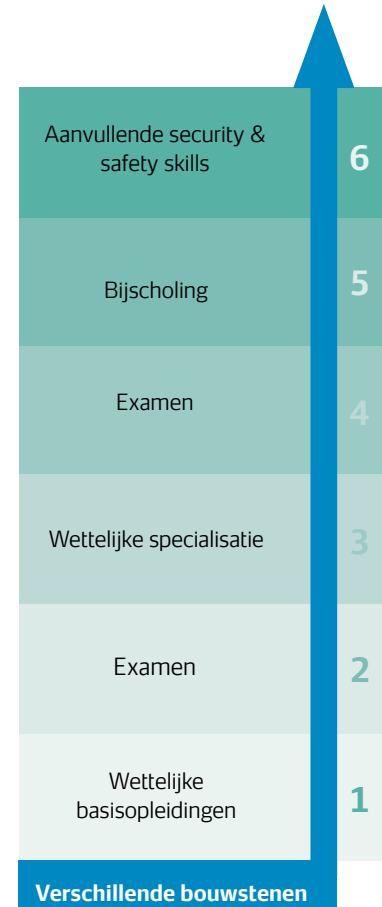 Aanvullende security &
safety skills
6
Bijscholing
5
Examen
4
Wettelijke specialisatie
3
Examen
2
Wettelijke
basisopleidingen
1
Verschillende bouwstenen